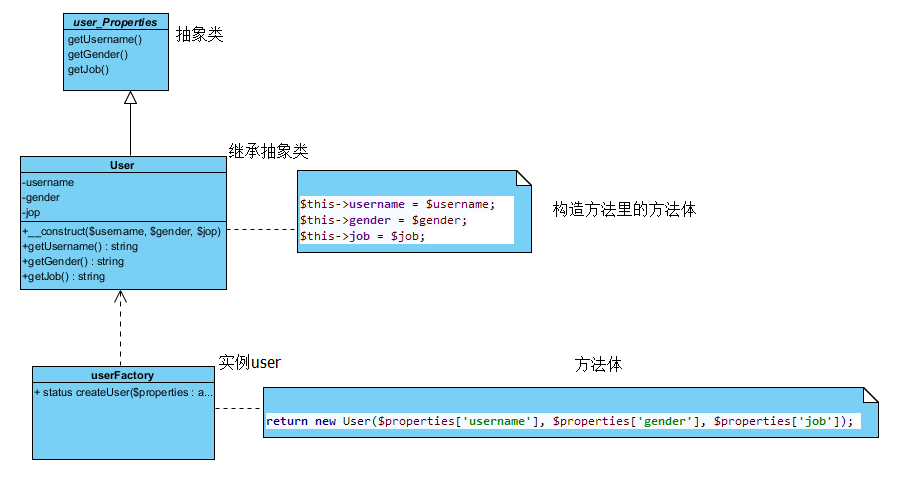 user_Properties
getUsername()
getGender()
getJob()
抽象类
继承抽象类
User
-username
-gender
-jop
+__construct($username, $gender, $jop)
+getUsername() : string
+getGender() : string
+getJob() : string
$this->username = $username;
$this->gender = $gender;
$this->job = $job;
构造方法里的方法体
实例user
userFactory
+ status createUser($properties : a...
方法体
return new User($properties['username'], $properties['gender'], $properties['job']);